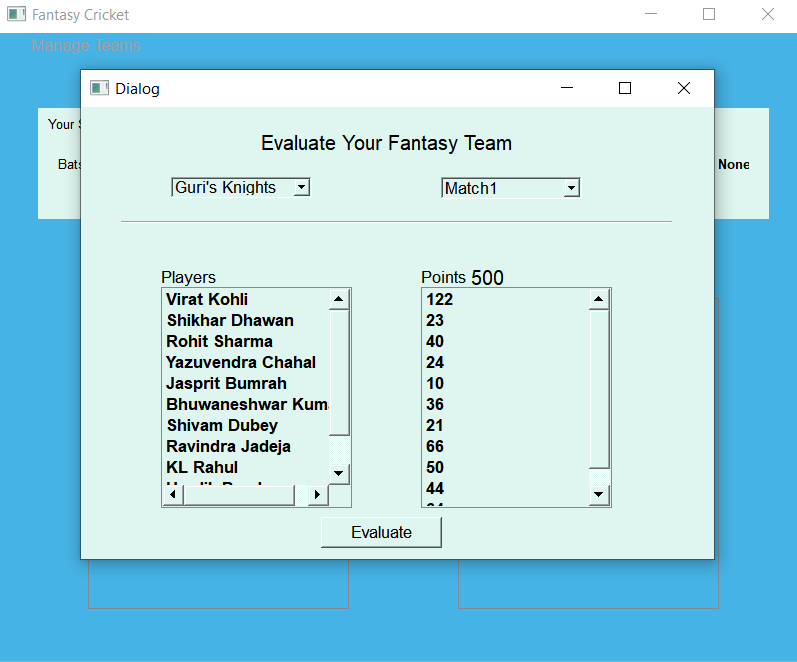 Fantasy Cricket
Manage Teams
Dialog
Your
Evaluate Your Fantasy Team
Bats
None
Guri's Knights
Match1
Players
Points 500
Virat Kohli
Shikhar Dhawan
Rohit Sharma
Yazuvendra Chahal
Jasprit Bumrah
Bhuwaneshwar Kum
Shivam Dubey
Ravindra Jadeja
KL Rahul
122
23
40
24
10
36
21
66
50
44
Evaluate